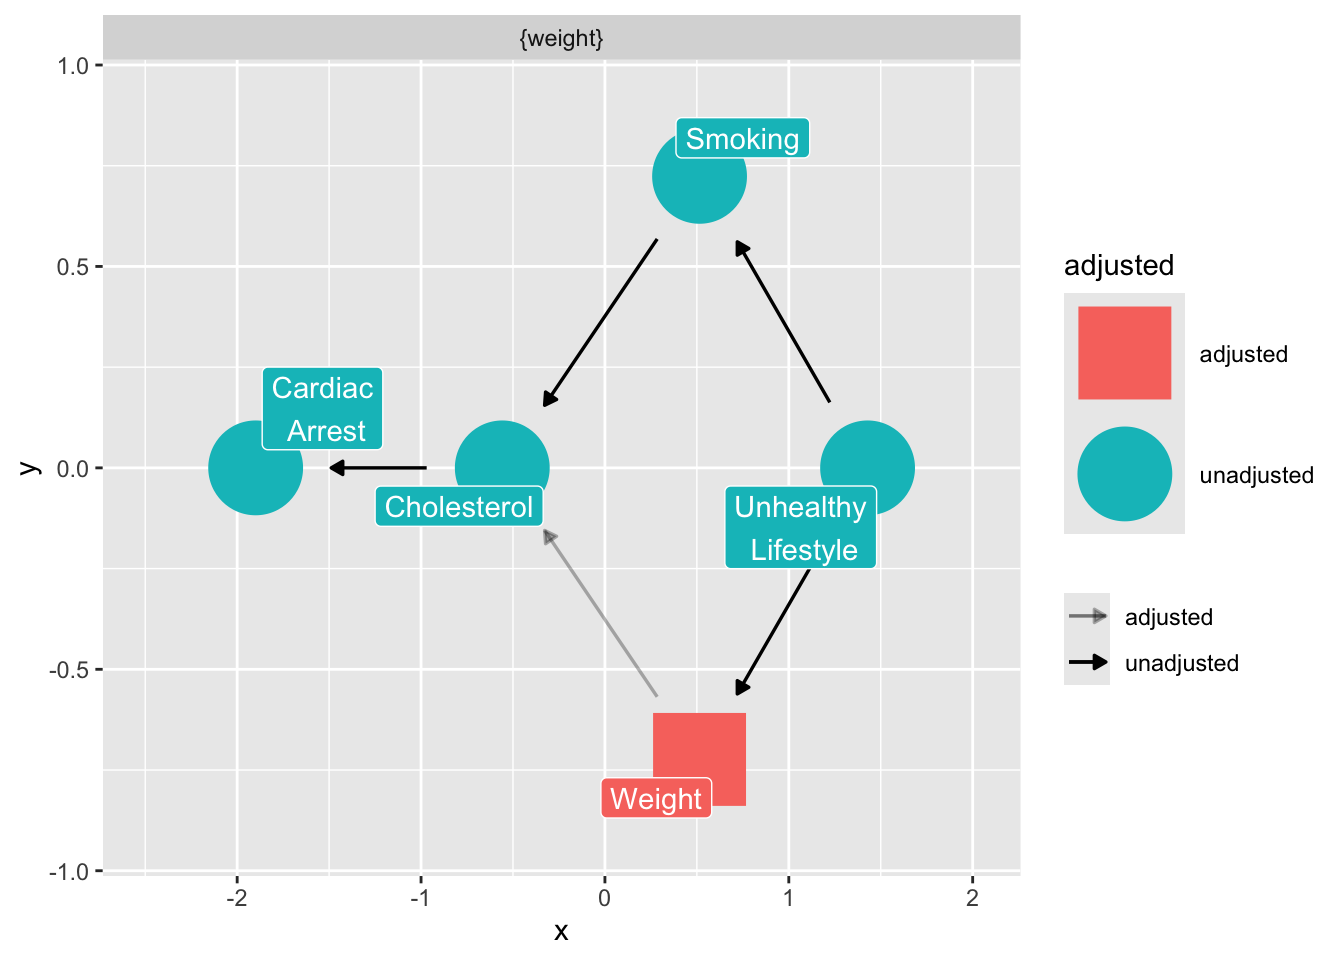 {weight}
1.0
0.5
0.0
-0.5
-1.0
y
Smoking
Cardiac
Arrest
Cholesterol
Unhealthy
Lifestyle
Weight
-2
-1
0
1
2
x
adjusted
adjusted
unadjusted
adjusted
unadjusted